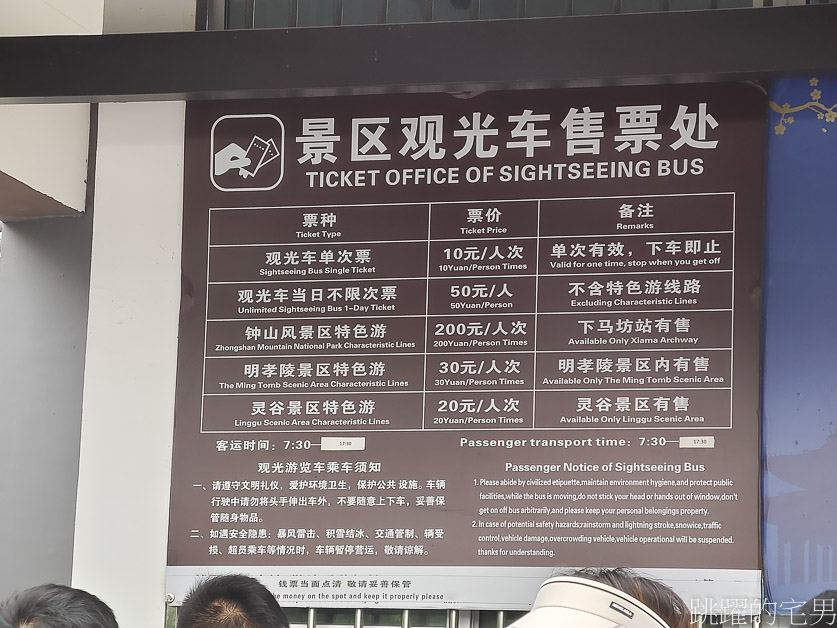 景区观光车售票处
TICKET OFFICE OF SIGHTSEEING BUS
票种 票价 备注
Ticket Type Ticket Price Remarks
观光车单次票 10元/人次 单次有效，下车即止
Sightseeing Bus Single Ticket 10Yuan/Person Times Valid for one time, stop when you get off
观光车当日不限次票 50元/人 不含特色游线路
Unlimited Sightseeing Bus 1-Day Ticket 50Yuan/Person Excluding Characteristic Lines
钟山风景区特色游 200元/人次 下马坊站有售
Zhongshan Mountain National Park Characteristic Lines 200Yuan/Person Times Available Only Xiama Archway
明孝陵景区特色游 30元/人次 明孝陵景区内有售
The Ming Tomb Scenic Area Characteristic Lines 30Yuan/Person Times Available Only The Ming Tomb Scenic Area
灵谷景区特色游 20元/人次 灵谷景区有售
Linggu Scenic Area Characteristic Lines 20Yuan/Person Times Available Only Linggu Scenic Area
客运时间：7:30—17:30 Passenger transport time: 7:30—17:30
观光游览车乘车须知
一、请遵守文明礼仪，爱护环境卫生，保护公共设施。车辆
行驶中请勿将头手伸出车外，不要随意上下车，妥善保
管随身物品。
二、如遇安全隐患：暴风雷击、积雪结冰、交通管制、车辆受
损、超员乘车等情况时，车辆暂停营运，敬请谅解。
Passenger Notice of Sightseeing Bus
1. Please abide by civilized etipuette,maintain environment hygiene,and protect public
facilities,while the bus is moving,do not stick your head or hands out of window,don't
get on off bus arbitrarily,and please keep your personal belongings property.
2. In case of potential safety hazards;rainstorm and lightning stroke,snowice,traffic
control,vehicle damage,overcrowding vehicle,vehicle operational will be suspended.
thanks for understanding.
钱票当面点清 敬请妥善保管
he money on the spot and keep it properly please
跳躍的宅男